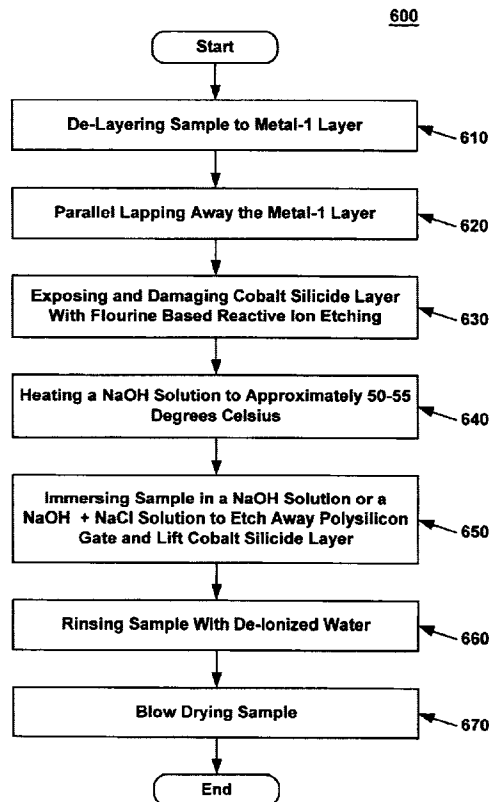 600
Start
De-Layering Sample to Metal-1 Layer
610
Parallel Lapping Away the Metal-1 Layer
620
Exposing and Damaging Cobalt Silicide Layer
With Flourine Based Reactive Ion Etching
630
Heating a NaOH Solution to Approximately 50-55
Degrees Celsius
640
Immersing Sample in a NaOH Solution or a
NaOH + NaCl Solution to Etch Away Polysilicon
Gate and Lift Cobalt Silicide Layer
650
Rinsing Sample With De-Ionized Water
660
Blow Drying Sample
670
End